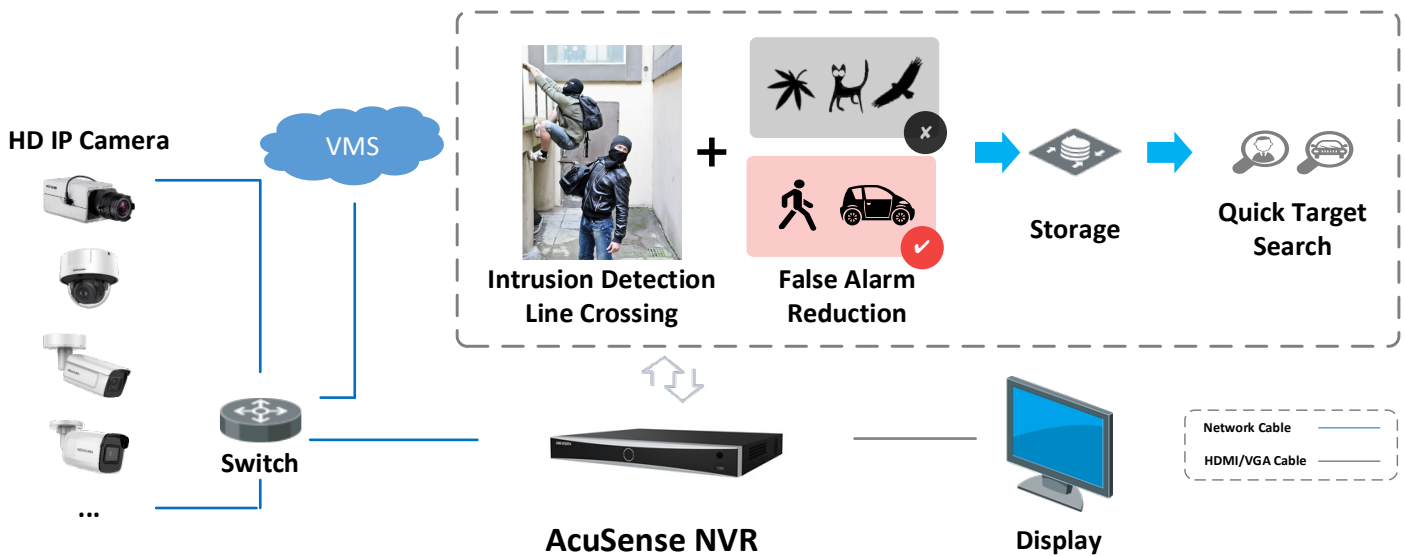 HD IP Camera
VMS
Intrusion Detection
Line Crossing
+
False Alarm
Reduction
Storage
Quick Target
Search
Switch
...
HIKVISION
AcuSense NVR
Display
Network Cable
HDMI/VGA Cable